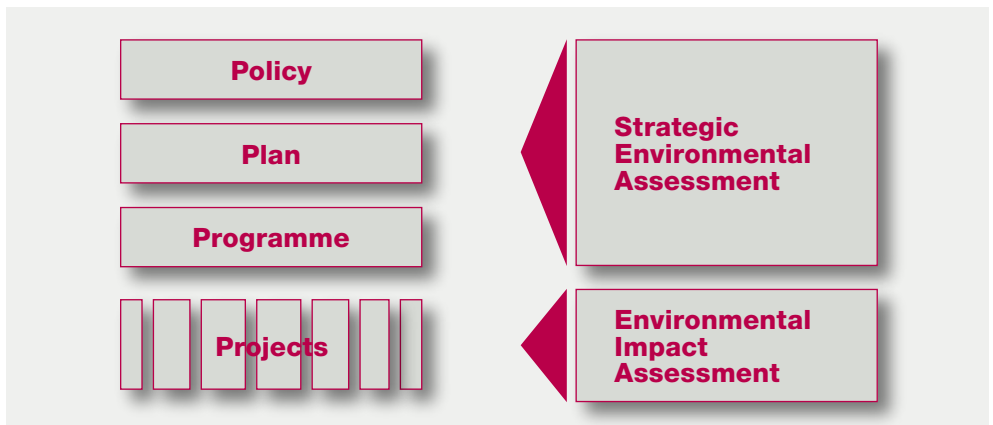 Policy
Plan
Programme
Projects
Strategic
Environmental
Assessment
Environmental
Impact
Assessment